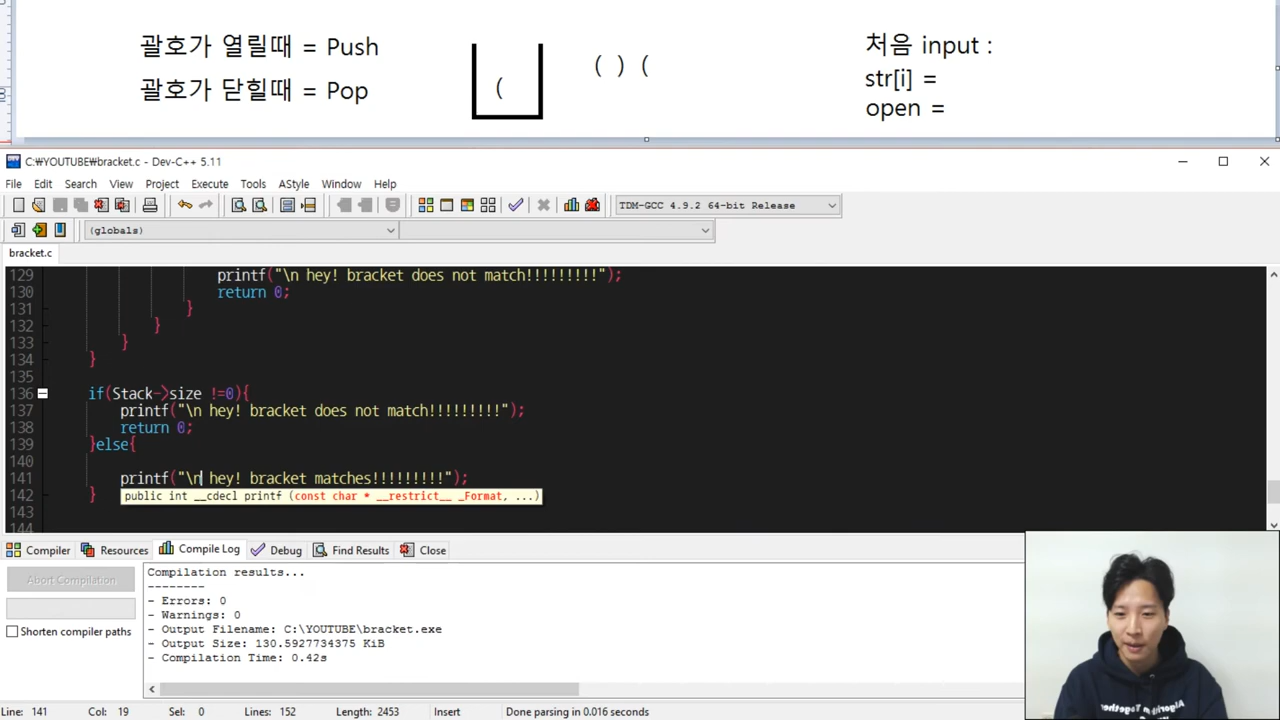 괄호가 열릴때 = Push
괄호가 닫힐때 = Pop
(
( ) (
처음 input :
str[i] =
open =
C:₩YOUTUBE₩bracket.c - Dev-C++ 5.11
File Edit Search View Project Execute Tools AStyle Window Help
TDM-GCC 4.9.2 64-bit Release
(globals)
bracket.c
129 printf("\n hey! bracket does not match!!!!!!!!!");
130 return 0;
131 }
132 }
133 }
134 }
135
136 if(Stack->size !=0){
137 printf("\n hey! bracket does not match!!!!!!!!!");
138 return 0;
139 }else{
140
141 printf("\n hey! bracket matches!!!!!!!!!");
142 }
public int __cdecl printf (const char * __restrict__ _Format, ...)
143
144
Compiler Resources Compile Log Debug Find Results Close
Abort Compilation
Shorten compiler paths
Compilation results...
--------
- Errors: 0
- Warnings: 0
- Output Filename: C:\YOUTUBE\bracket.exe
- Output Size: 130.5927734375 KiB
- Compilation Time: 0.42s
Algorithm Together
Line: 141 Col: 19 Sel: 0 Lines: 152 Length: 2453 Insert Done parsing in 0.016 seconds